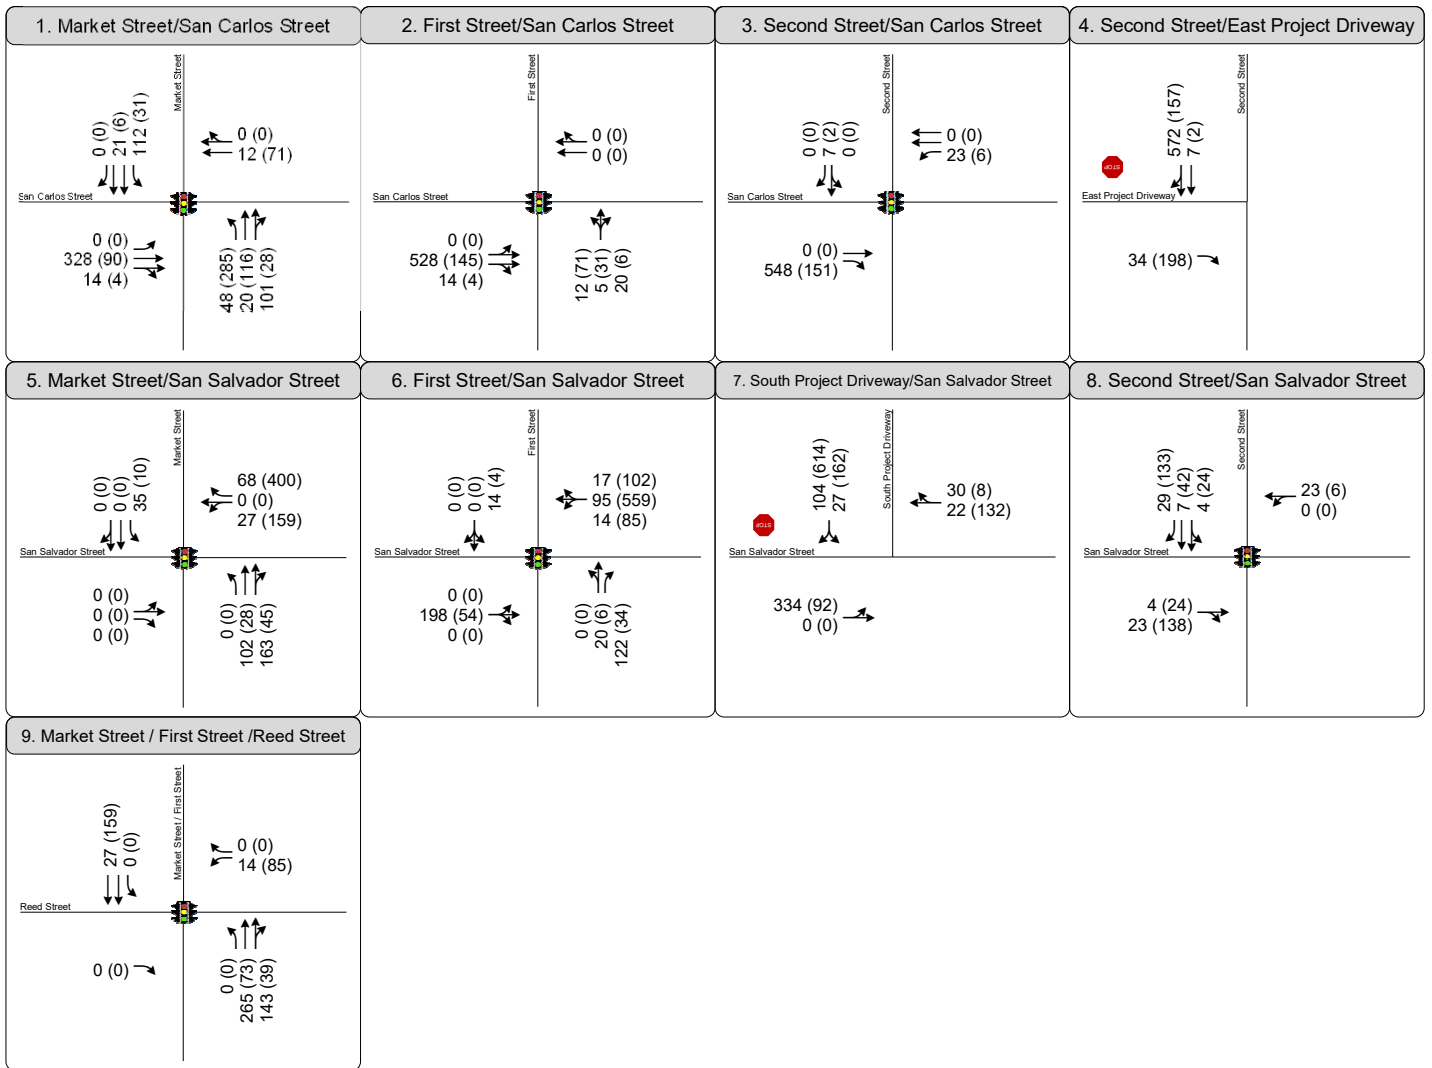 1. Market Street/San Carlos Street
Market Street
0 (0)
21 (6)
112 (31)
0 (0)
12 (71)
San Carlos Street
0 (0)
328 (90)
14 (4)
48 (285)
20 (116)
101 (28)
2. First Street/San Carlos Street
First Street
0 (0)
0 (0)
San Carlos Street
0 (0)
528 (145)
14 (4)
12 (71)
5 (31)
20 (6)
3. Second Street/San Carlos Street
Second Street
0 (0)
7 (2)
0 (0)
0 (0)
23 (6)
San Carlos Street
0 (0)
548 (151)
4. Second Street/East Project Driveway
Second Street
572 (157)
7 (2)
STOP
East Project Driveway
34 (198)
5. Market Street/San Salvador Street
Market Street
0 (0)
0 (0)
35 (10)
68 (400)
0 (0)
27 (159)
San Salvador Street
0 (0)
0 (0)
0 (0)
0 (0)
102 (28)
163 (45)
6. First Street/San Salvador Street
First Street
0 (0)
0 (0)
14 (4)
17 (102)
95 (559)
14 (85)
San Salvador Street
0 (0)
198 (54)
0 (0)
0 (0)
20 (6)
122 (34)
7. South Project Driveway/San Salvador Street
South Project Driveway
104 (614)
27 (162)
30 (8)
22 (132)
STOP
San Salvador Street
334 (92)
0 (0)
8. Second Street/San Salvador Street
Second Street
29 (133)
7 (42)
4 (24)
23 (6)
0 (0)
San Salvador Street
4 (24)
23 (138)
9. Market Street / First Street /Reed Street
Market Street / First Street
27 (159)
0 (0)
0 (0)
14 (85)
Reed Street
0 (0)
0 (0)
265 (73)
143 (39)